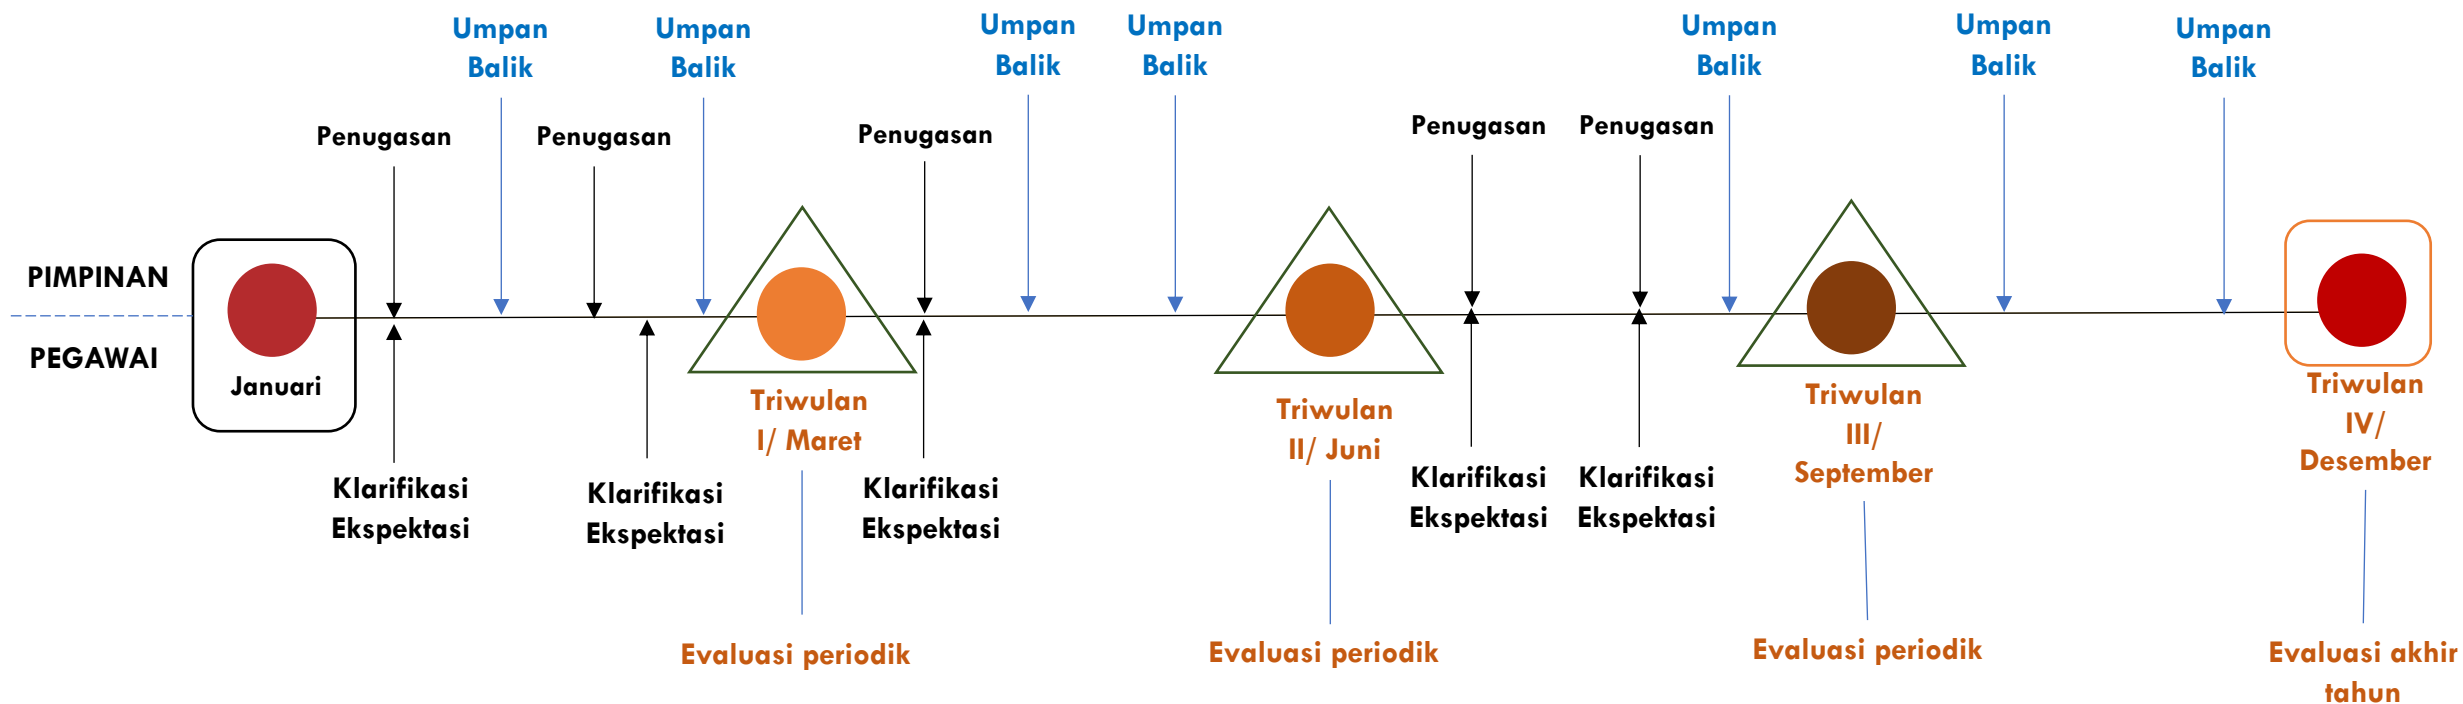 Umpan
Balik
Umpan
Balik
Umpan
Balik
Umpan
Balik
Umpan
Balik
Umpan
Balik
Umpan
Balik
Penugasan
Penugasan
Penugasan
Penugasan
Penugasan
PIMPINAN
PEGAWAI
Januari
Triwulan
I/ Maret
Triwulan
II/ Juni
Triwulan
III/
September
Triwulan
IV/
Desember
Klarifikasi
Ekspektasi
Klarifikasi
Ekspektasi
Klarifikasi
Ekspektasi
Klarifikasi
Ekspektasi
Klarifikasi
Ekspektasi
Evaluasi periodik
Evaluasi periodik
Evaluasi periodik
Evaluasi akhir
tahun